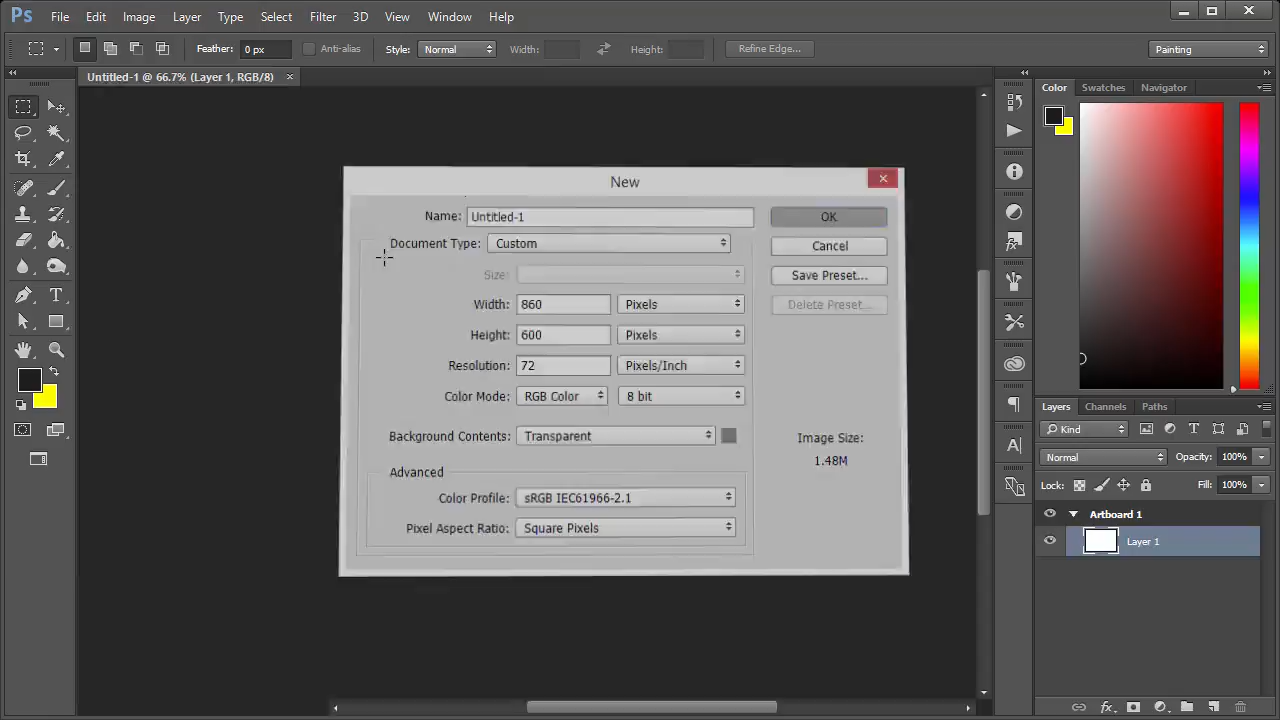 Ps File Edit Image Layer Type Select Filter 3D View Window Help
Feather: 0 px Anti-alias Style: Normal Width: Height: Refine Edge... Painting
Untitled-1 @ 66.7% (Layer 1, RGB/8) ×
Color Swatches Navigator
New
Name: Untitled-1 OK
Document Type: Custom Cancel
Size: Save Preset...
Width: 860 Pixels Delete Preset...
Height: 600 Pixels
Resolution: 72 Pixels/Inch
Color Mode: RGB Color 8 bit
Background Contents: Transparent Image Size:
1.48M
Advanced
Color Profile: sRGB IEC61966-2.1
Pixel Aspect Ratio: Square Pixels
Layers Channels Paths
Kind
Normal Opacity: 100%
Lock: Fill: 100%
Artboard 1
Layer 1